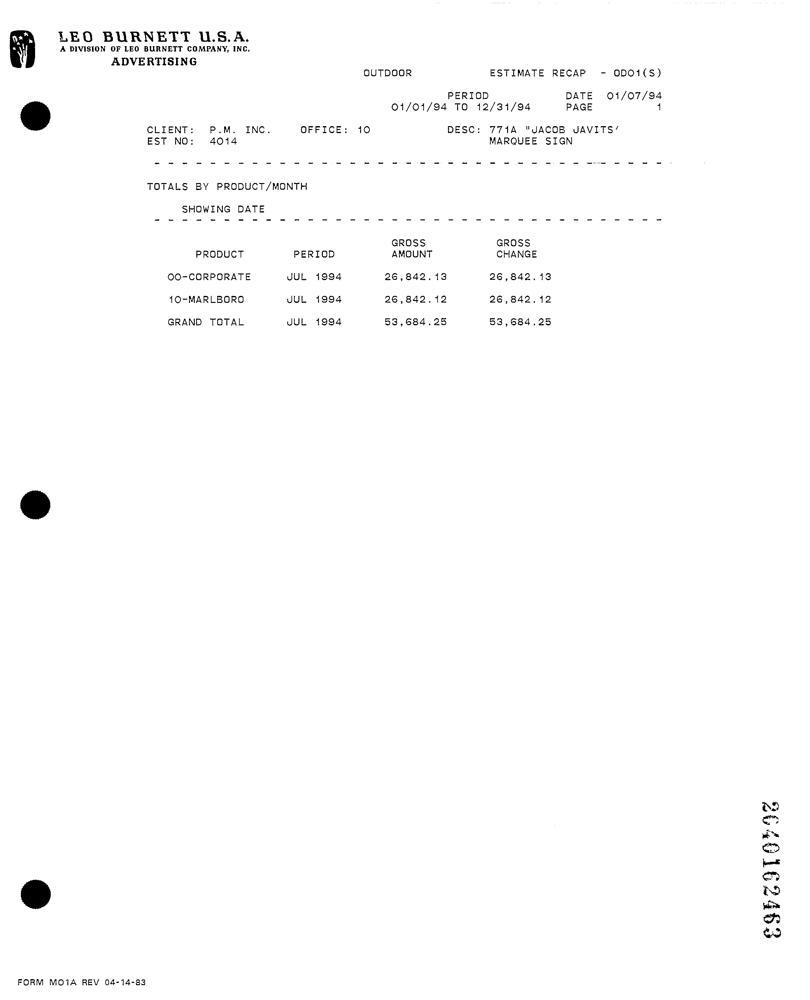 LEO BURNETT U.S.A.
A DIVISION OF LEO BURNETT COMPANY, INC.
ADVERTISING
OUTDOOR ESTIMATE RECAP - OD01(S)
PERIOD DATE 01/07/94
01/01/94 TO 12/31/94 PAGE 1
CLIENT: P.M. INC. OFFICE: 10 DESC: 771A "JACOB JAVITS'
EST NO: 4014 MARQUEE SIGN
TOTALS BY PRODUCT/MONTH
SHOWING DATE
GROSS GROSS
PRODUCT PERIOD AMOUNT CHANGE
00-CORPORATE JUL 1994 26,842.13 26,842.13
10-MARLBORO JUL 1994 26,842.12 26,842.12
GRAND TOTAL JUL 1994 53,684.25 53,684.25
2040162463
FORM M01A REV 04-14-83